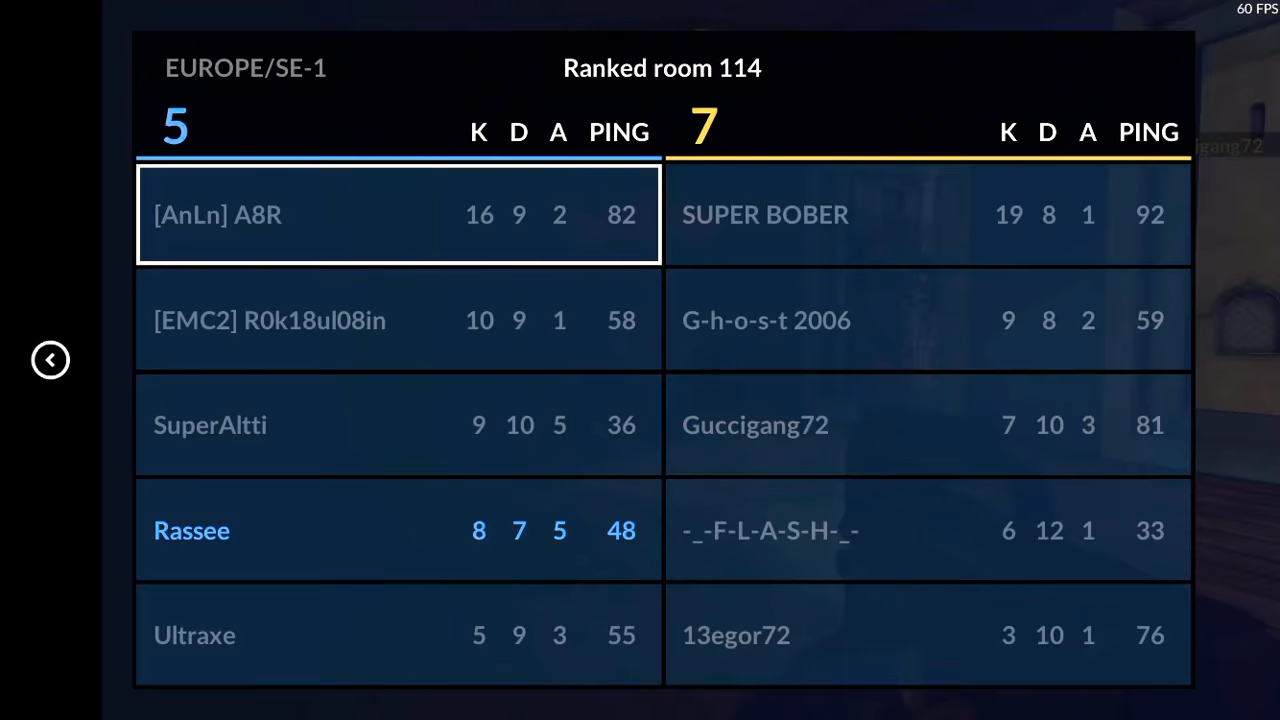 60 FPS
EUROPE/SE-1 Ranked room 114
5 K D A PING 7 K D A PING
igang72
[AnLn] A8R 16 9 2 82 SUPER BOBER 19 8 1 92
[EMC2] R0k18ul08in 10 9 1 58 G-h-o-s-t 2006 9 8 2 59
SuperAltti 9 10 5 36 Guccigang72 7 10 3 81
Rassee 8 7 5 48 -_-F-L-A-S-H-_- 6 12 1 33
Ultraxe 5 9 3 55 13egor72 3 10 1 76